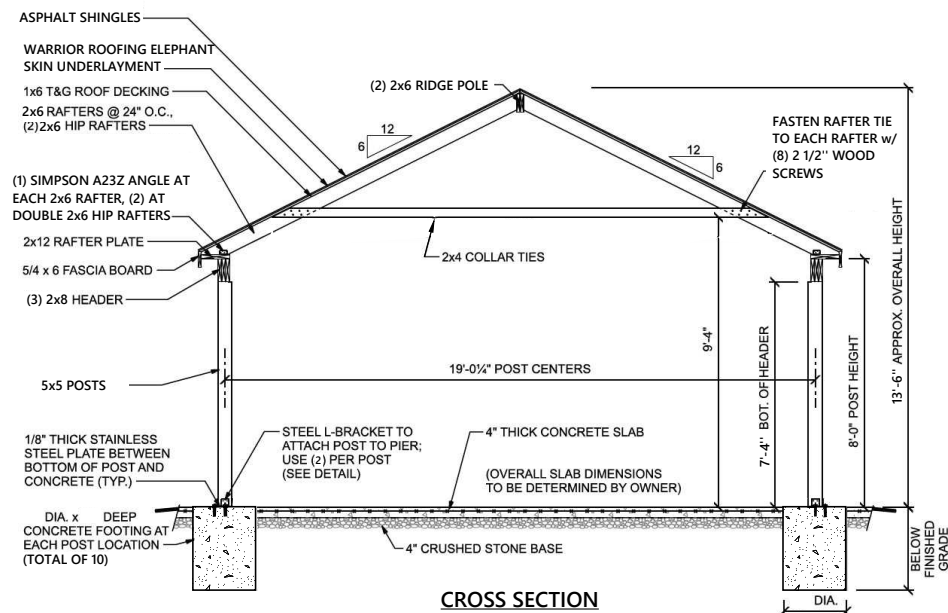 ASPHALT SHINGLES
WARRIOR ROOFING ELEPHANT
SKIN UNDERLAYMENT
1x6 T&G ROOF DECKING
2x6 RAFTERS @ 24" O.C.,
(2)2x6 HIP RAFTERS
(1) SIMPSON A23Z ANGLE AT
EACH 2x6 RAFTER, (2) AT
DOUBLE 2x6 HIP RAFTERS
2x12 RAFTER PLATE
5/4 x 6 FASCIA BOARD
(3) 2x8 HEADER
5x5 POSTS
1/8" THICK STAINLESS
STEEL PLATE BETWEEN
BOTTOM OF POST AND
CONCRETE (TYP.)
DIA. x DEEP
CONCRETE FOOTING AT
EACH POST LOCATION
(TOTAL OF 10)
(2) 2x6 RIDGE POLE
12
6
12
6
FASTEN RAFTER TIE
TO EACH RAFTER w/
(8) 2 1/2'' WOOD
SCREWS
2x4 COLLAR TIES
19'-0¼" POST CENTERS
9'-4"
7'-4'' BOT. OF HEADER
8'-0" POST HEIGHT
13'-6'' APPROX. OVERALL HEIGHT
STEEL L-BRACKET TO
ATTACH POST TO PIER;
USE (2) PER POST
(SEE DETAIL)
4" THICK CONCRETE SLAB
(OVERALL SLAB DIMENSIONS
TO BE DETERMINED BY OWNER)
4" CRUSHED STONE BASE
BELOW
FINISHED
GRADE
DIA.
CROSS SECTION